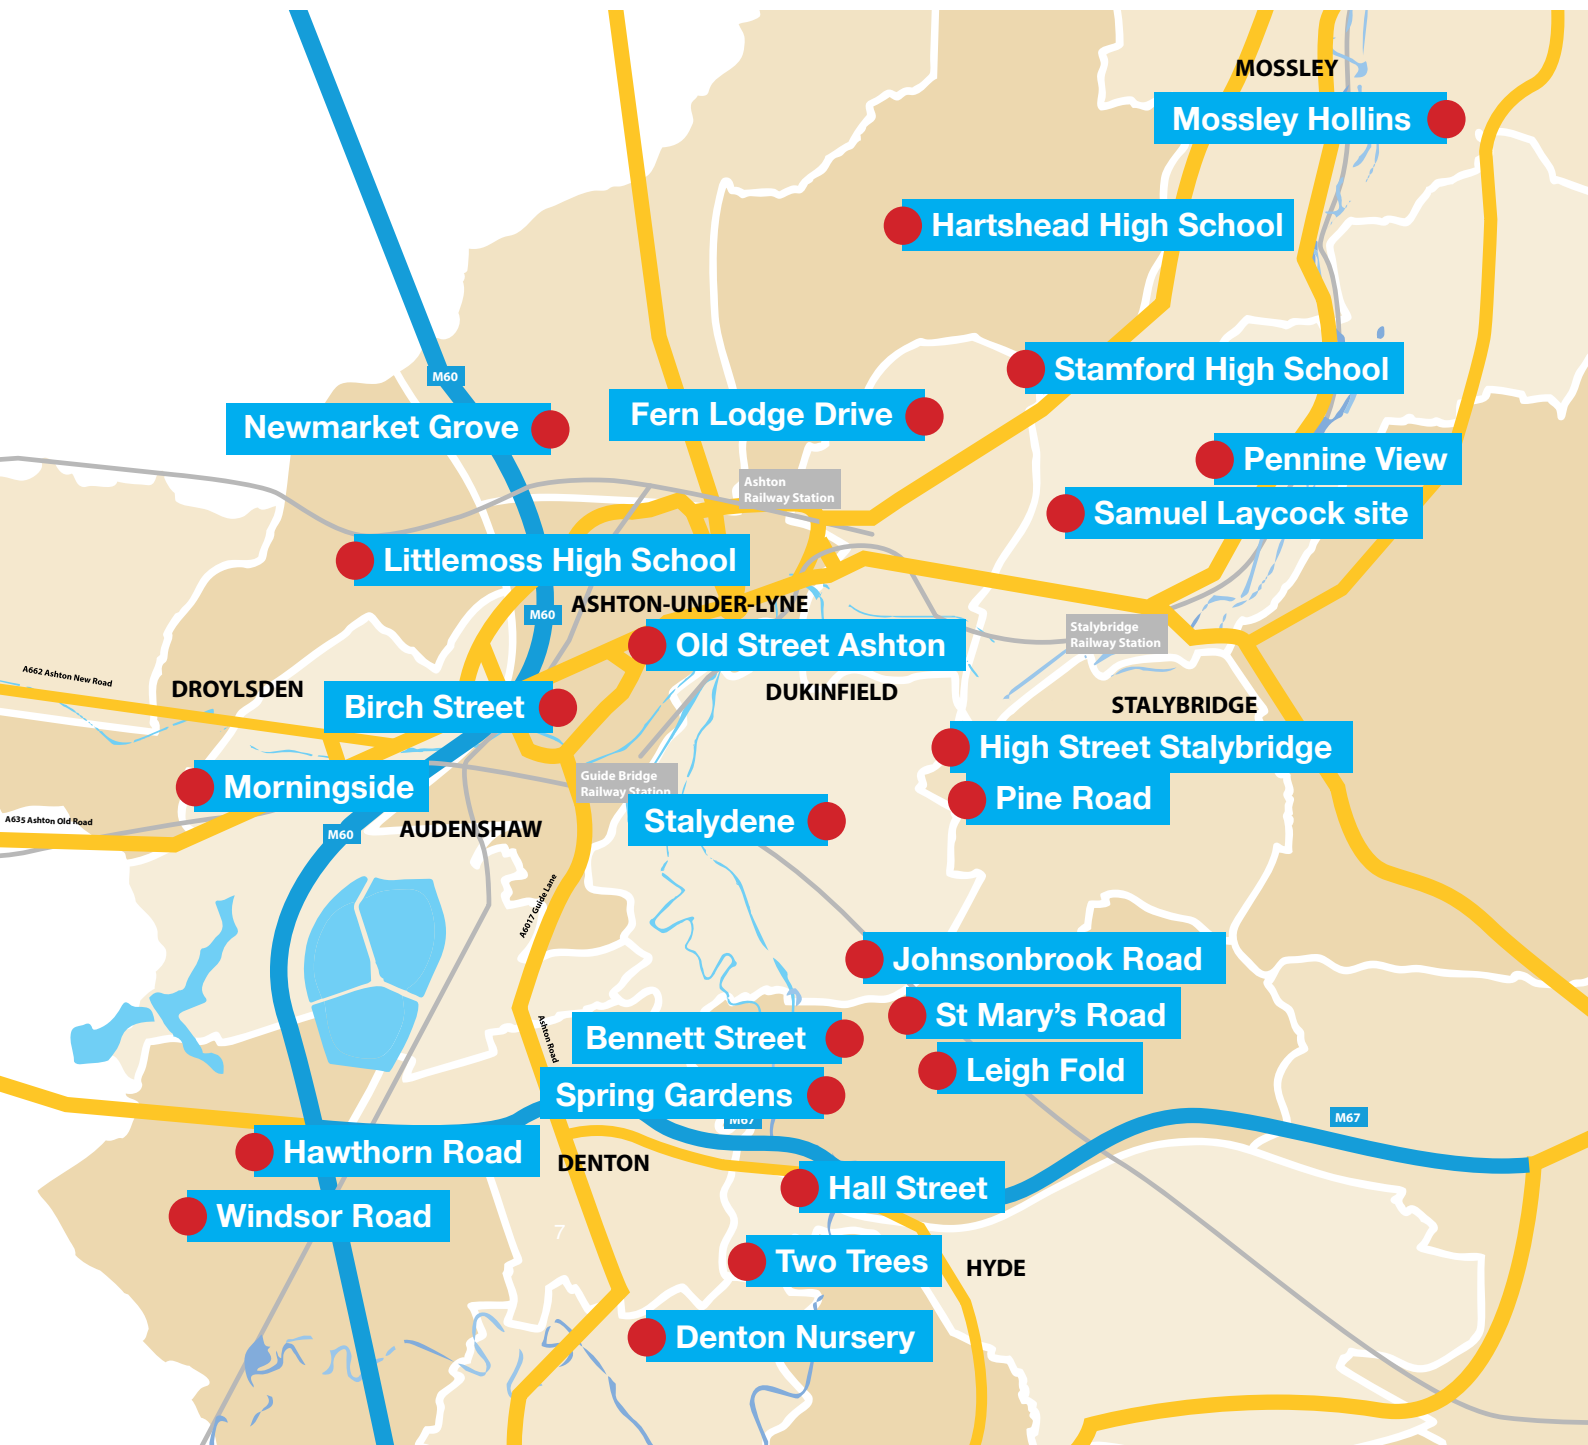 MOSSLEY
Mossley Hollins
Hartshead High School
Stamford High School
M60
Newmarket Grove
Fern Lodge Drive
Pennine View
Ashton
Railway Station
Samuel Laycock site
Littlemoss High School
M60
ASHTON-UNDER-LYNE
Stalybridge
Railway Station
Old Street Ashton
A662 Ashton New Road
DROYLSDEN
DUKINFIELD
Birch Street
STALYBRIDGE
High Street Stalybridge
Guide Bridge
Railway Station
Morningside
Pine Road
A635 Ashton Old Road
M60
AUDENSHAW
Stalydene
A6017 Guide Lane
Johnsonbrook Road
St Mary's Road
Ashton Road
Bennett Street
Leigh Fold
Spring Gardens
M67
M67
Hawthorn Road
DENTON
Hall Street
Windsor Road
7
Two Trees
HYDE
Denton Nursery